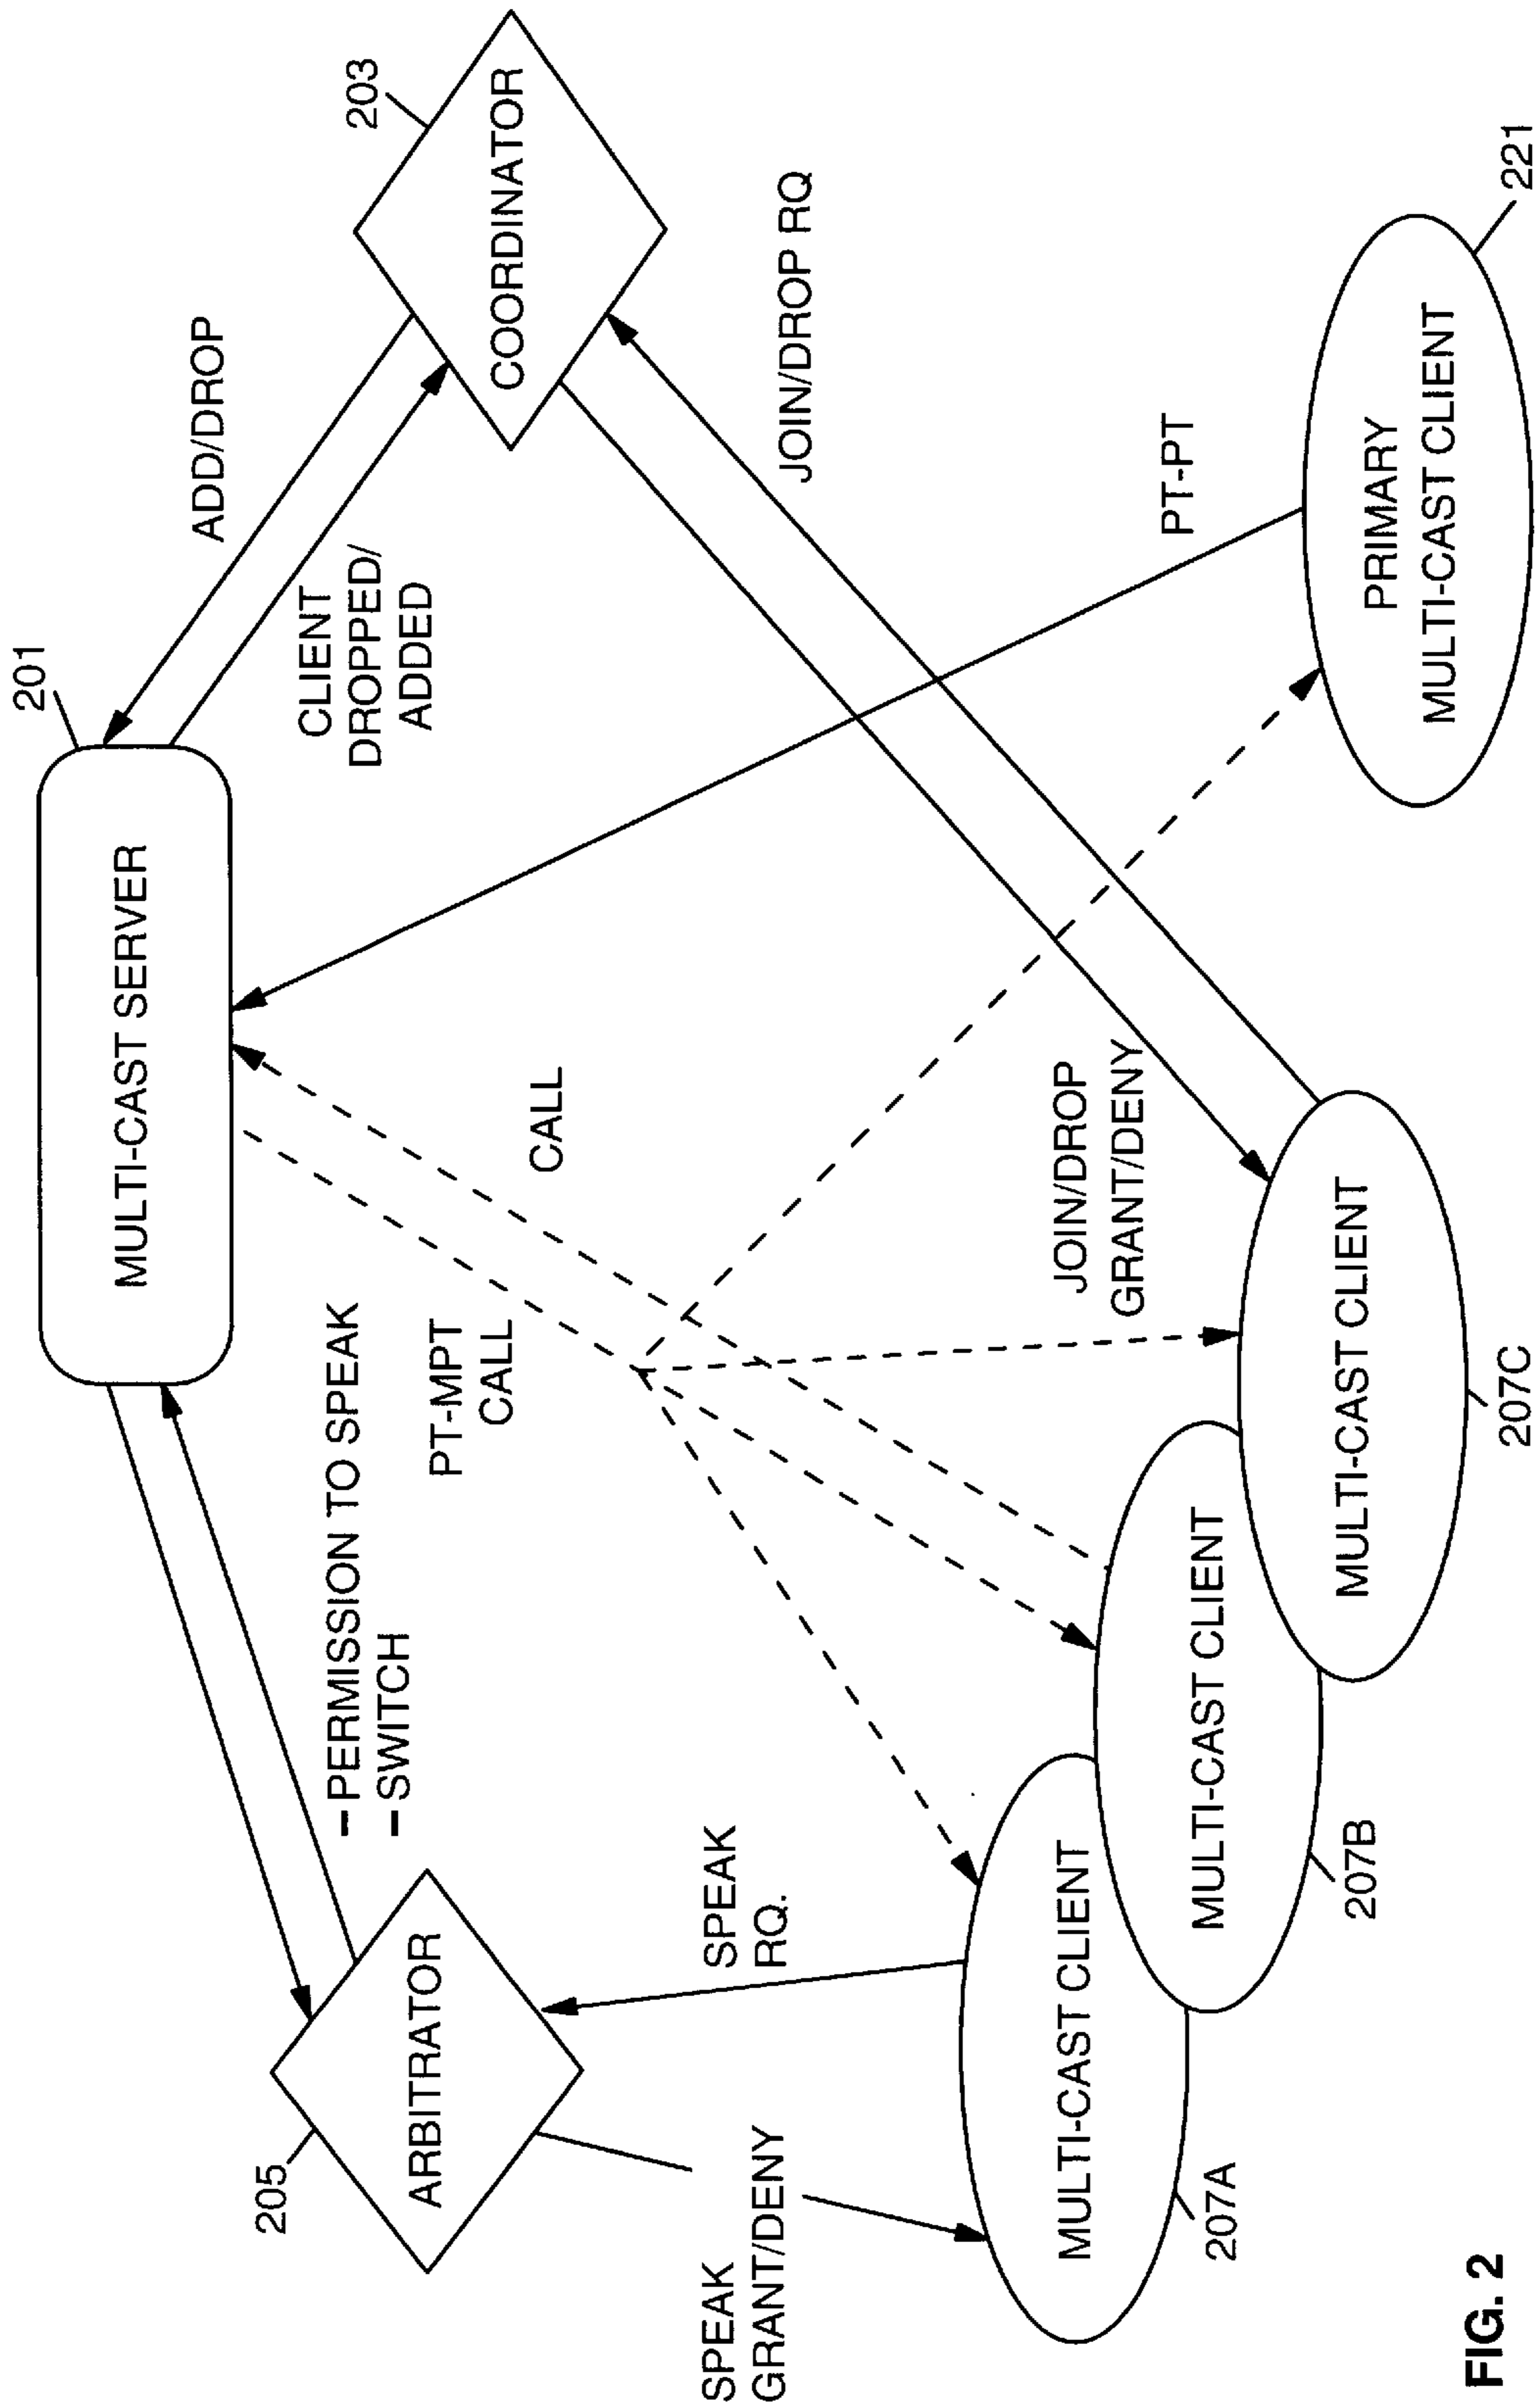 201
MULTI-CAST SERVER
203
COORDINATOR
ADD/DROP
CLIENT
DROPPED/
ADDED
205
ARBITRATOR
—PERMISSION TO SPEAK
—SWITCH
PT-MPT
CALL
CALL
JOIN/DROP RQ
PT-PT
SPEAK
GRANT/DENY
SPEAK
RQ.
JOIN/DROP
GRANT/DENY
MULTI-CAST CLIENT
207A
MULTI-CAST CLIENT
207B
MULTI-CAST CLIENT
207C
PRIMARY
MULTI-CAST CLIENT
221
FIG. 2